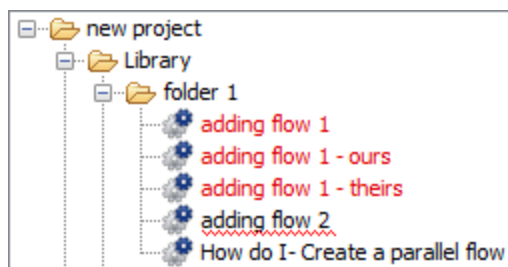 new project
Library
folder 1
adding flow 1
adding flow 1 - ours
adding flow 1 - theirs
adding flow 2
How do I- Create a parallel flow